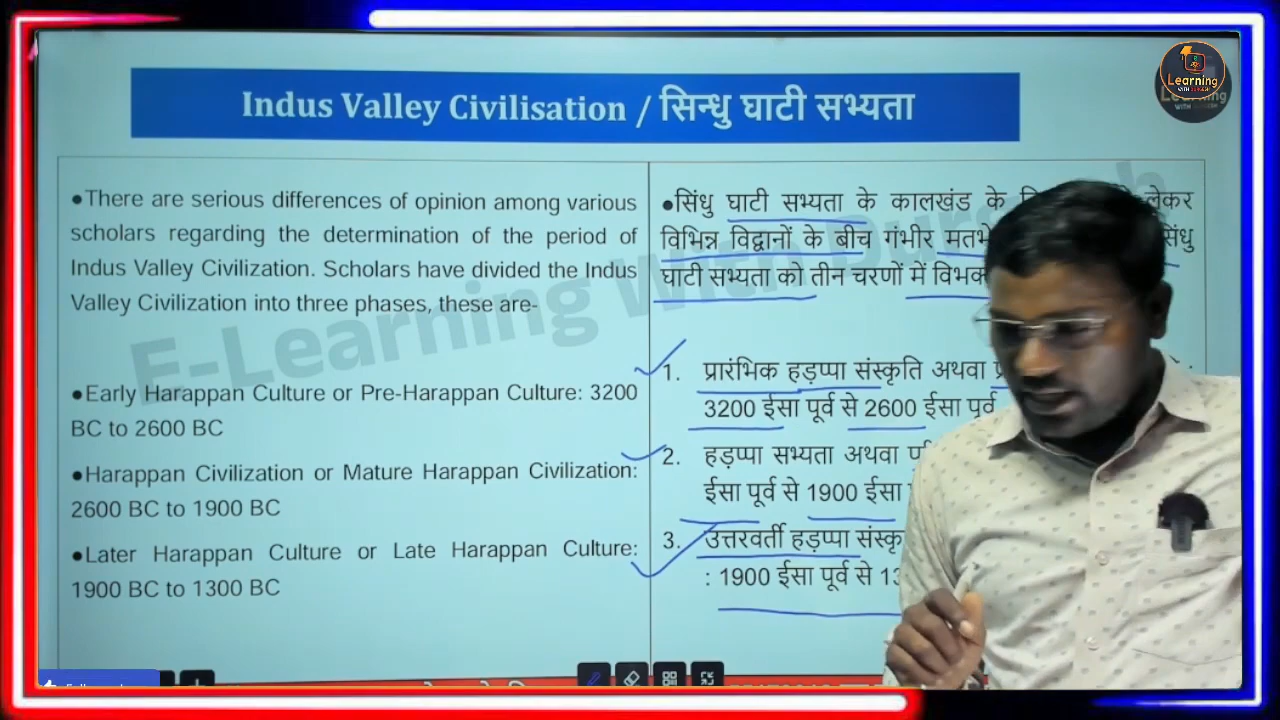 Learning
Indus Valley Civilisation / सिन्धु घाटी सभ्यता
●There are serious differences of opinion among various
scholars regarding the determination of the period of
Indus Valley Civilization. Scholars have divided the Indus
Valley Civilization into three phases, these are-
●Early Harappan Culture or Pre-Harappan Culture: 3200
BC to 2600 BC
●Harappan Civilization or Mature Harappan Civilization:
2600 BC to 1900 BC
●Later Harappan Culture or Late Harappan Culture:
1900 BC to 1300 BC
●सिंधु घाटी सभ्यता के कालखंड के लेकर
विभिन्न विद्वानों के बीच गंभीर सिंधु
घाटी सभ्यता को तीन चरणों में
1. प्रारंभिक हड़प्पा संस्कृति अथवा
3200 ईसा पूर्व से 2600 ईसा पूर्व
2. हड़प्पा सभ्यता अथवा
ईसा पूर्व से 1900 ईसा
3. उत्तरवर्ती हड़प्पा
: 1900 ईसा पूर्व से
E-Learning With